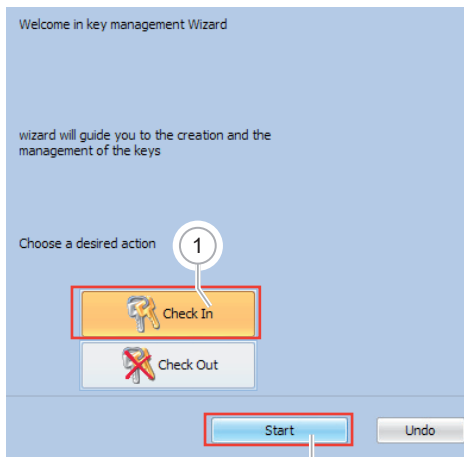 Welcome in key management Wizard
wizard will guide you to the creation and the
management of the keys
Choose a desired action
1
Check In
Check Out
Start
Undo